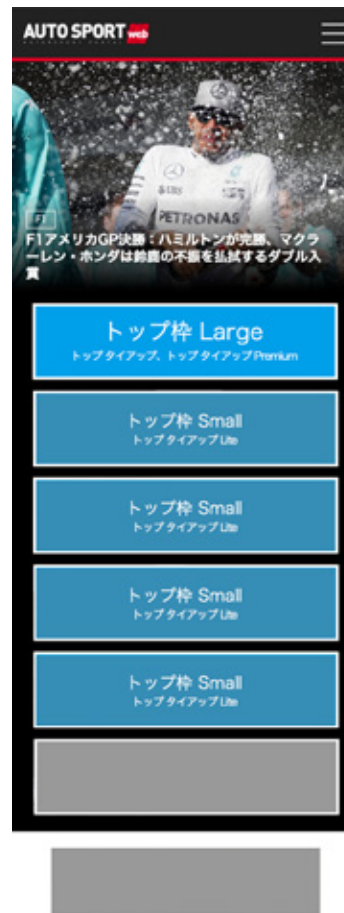 AUTO SPORT web
F1
PETRONAS
F1アメリカGP決勝：ハミルトンが完勝、マクラ
ーレン・ホンダは鈴鹿の不振を払拭するダブル入
賞
トップ枠 Large
トップタイアップ、トップタイアップPremium
トップ枠 Small
トップタイアップLite
トップ枠 Small
トップタイアップLite
トップ枠 Small
トップタイアップLite
トップ枠 Small
トップタイアップLite